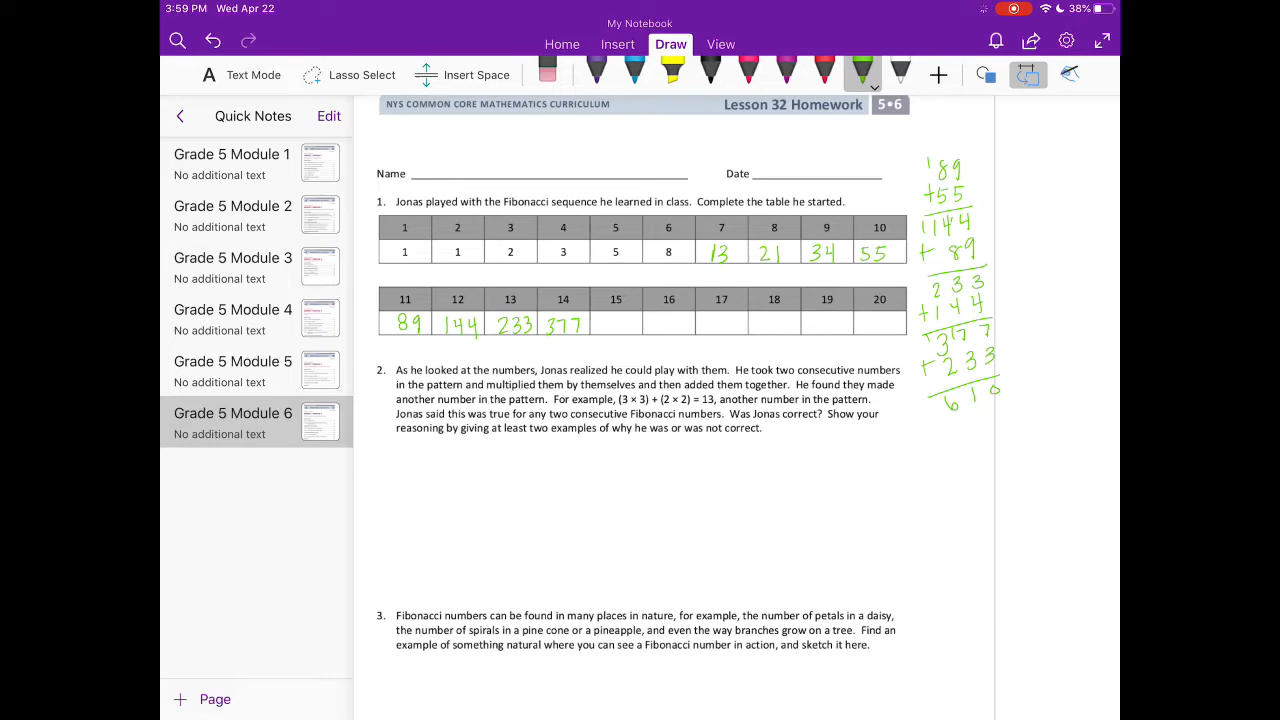 3:59 PM Wed Apr 22
38%
My Notebook
Home Insert Draw View
Text Mode Lasso Select Insert Space
Quick Notes Edit
Grade 5 Module 1
No additional text
Grade 5 Module 2
No additional text
Grade 5 Module 3
No additional text
Grade 5 Module 4
No additional text
Grade 5 Module 5
No additional text
Grade 5 Module 6
No additional text
+ Page
NYS COMMON CORE MATHEMATICS CURRICULUM Lesson 32 Homework 5•6
Name Date
1. Jonas played with the Fibonacci sequence he learned in class. Complete the table he started.
1 2 3 4 5 6 7 8 9 10
1 1 2 3 5 8 13 21 34 55
11 12 13 14 15 16 17 18 19 20
89 144 233 37
2. As he looked at the numbers, Jonas realized he could play with them. He took two consecutive numbers
in the pattern and multiplied them by themselves and then added them together. He found they made
another number in the pattern. For example, (3 × 3) + (2 × 2) = 13, another number in the pattern.
Jonas said this was true for any two consecutive Fibonacci numbers. Was Jonas correct? Show your
reasoning by giving at least two examples of why he was or was not correct.
3. Fibonacci numbers can be found in many places in nature, for example, the number of petals in a daisy,
the number of spirals in a pine cone or a pineapple, and even the way branches grow on a tree. Find an
example of something natural where you can see a Fibonacci number in action, and sketch it here.
1
89
+55
1
144
+ 89
233
+144
1
377
+ 233
610